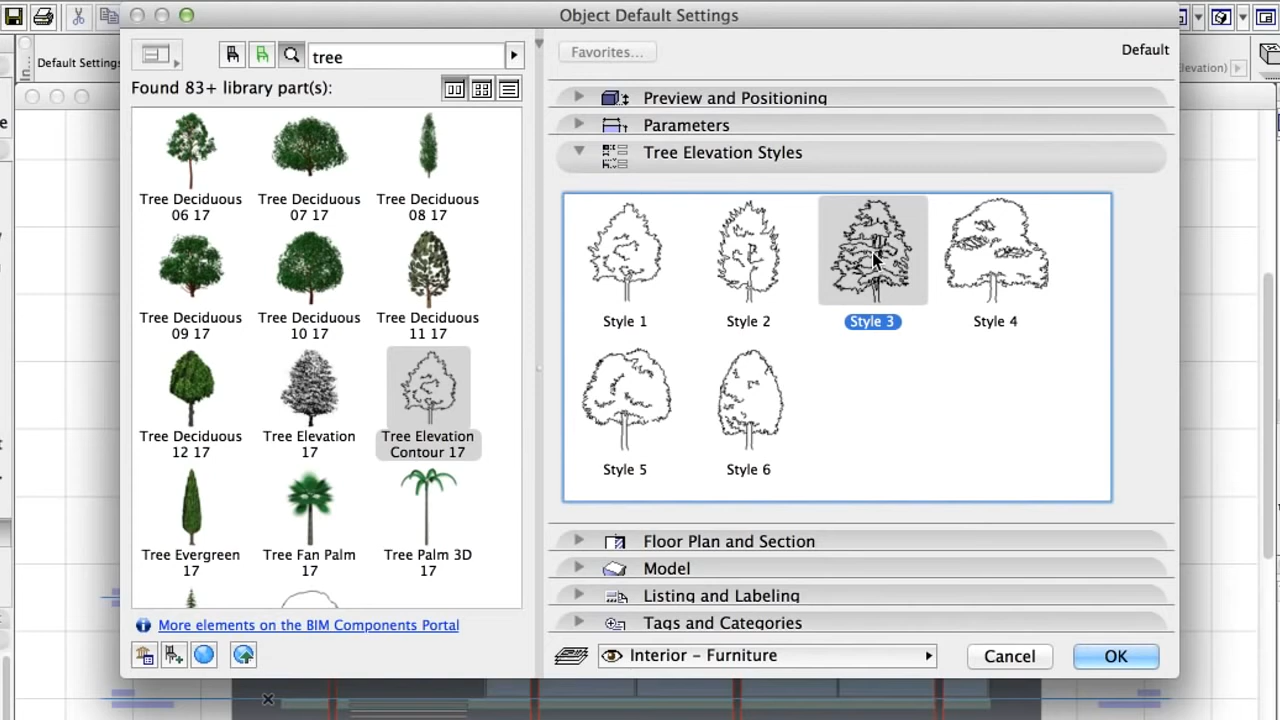 Object Default Settings
Default Settings
tree
Found 83+ library part(s):
Tree Deciduous
06 17
Tree Deciduous
07 17
Tree Deciduous
08 17
Tree Deciduous
09 17
Tree Deciduous
10 17
Tree Deciduous
11 17
Tree Deciduous
12 17
Tree Elevation
17
Tree Elevation
Contour 17
Tree Evergreen
17
Tree Fan Palm
17
Tree Palm 3D
17
More elements on the BIM Components Portal
Favorites...
Default
Preview and Positioning
Parameters
Tree Elevation Styles
Style 1
Style 2
Style 3
Style 4
Style 5
Style 6
Floor Plan and Section
Model
Listing and Labeling
Tags and Categories
Interior - Furniture
Cancel
OK